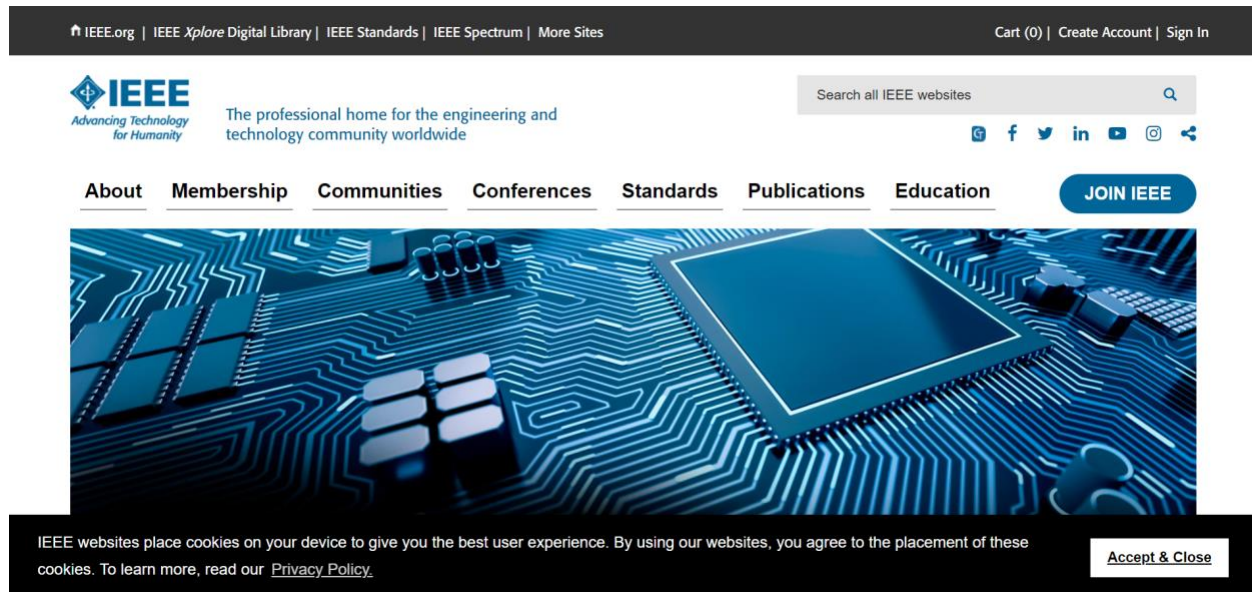 IEEE.org | IEEE Xplore Digital Library | IEEE Standards | IEEE Spectrum | More Sites
Cart (0) | Create Account | Sign In
IEEE
Advancing Technology
for Humanity
The professional home for the engineering and
technology community worldwide
Search all IEEE websites
f in
About Membership Communities Conferences Standards Publications Education JOIN IEEE
IEEE websites place cookies on your device to give you the best user experience. By using our websites, you agree to the placement of these
cookies. To learn more, read our Privacy Policy.
Accept & Close